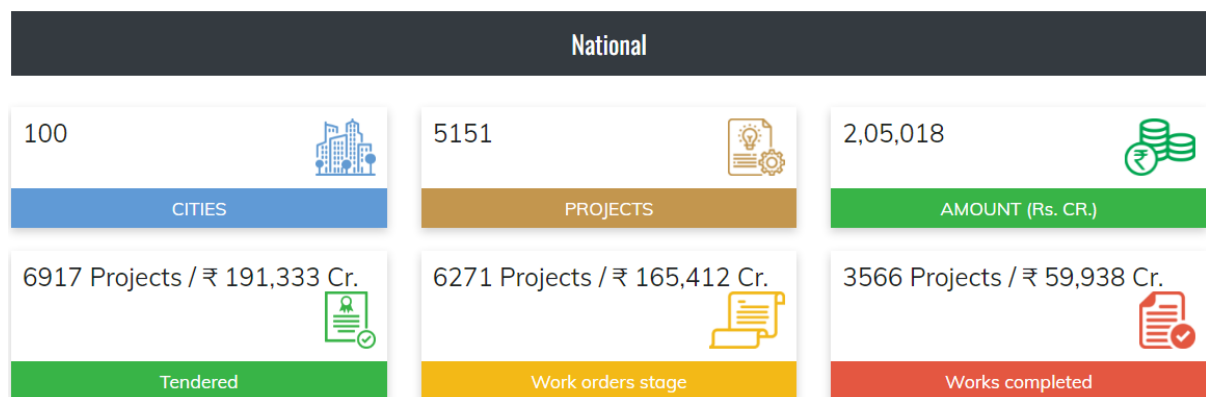 National
100
CITIES
5151
PROJECTS
2,05,018
₹
AMOUNT (Rs. CR.)
6917 Projects / ₹ 191,333 Cr.
Tendered
6271 Projects / ₹ 165,412 Cr.
Work orders stage
3566 Projects / ₹ 59,938 Cr.
Works completed